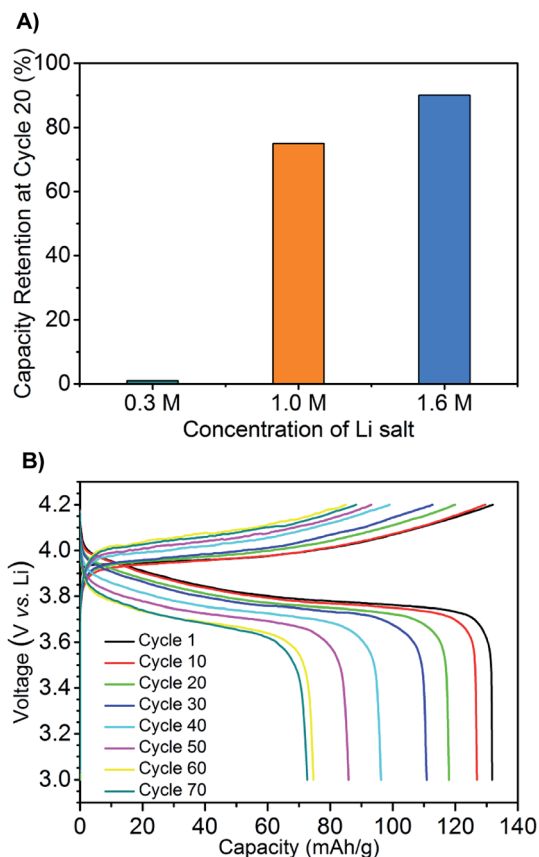 A)
Capacity Retention at Cycle 20 (%)
100
80
60
40
20
0
0.3 M 1.0 M 1.6 M
Concentration of Li salt
B)
Voltage (V vs. Li)
4.2
4.0
3.8
3.6
3.4
3.2
3.0
Cycle 1
Cycle 10
Cycle 20
Cycle 30
Cycle 40
Cycle 50
Cycle 60
Cycle 70
0 20 40 60 80 100 120 140
Capacity (mAh/g)